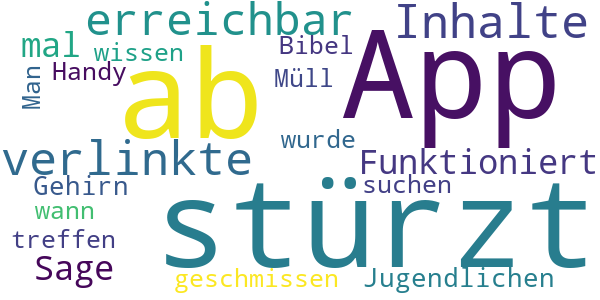 erreichbar Inhalte
mal wissen Bibel
Man Handy ab Müll App
wurde
verlinkte Funktioniert
Gehirn suchen
wann stürzt
treffen
Sage geschmissen Jugendlichen